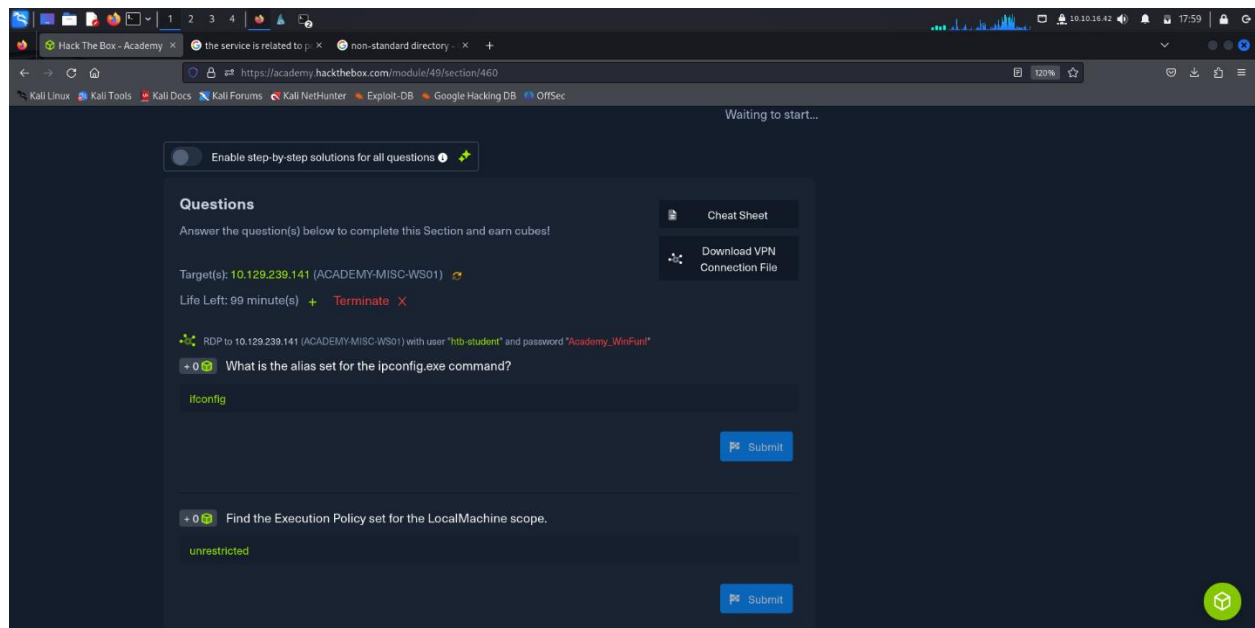 1 2 3 4
10.10.16.42 17:59
Hack The Box - Academy
the service is related to p
non-standard directory -
https://academy.hackthebox.com/module/49/section/460
120%
Kali Linux Kali Tools Kali Docs Kali Forums Kali NetHunter Exploit-DB Google Hacking DB OffSec
Waiting to start...
Enable step-by-step solutions for all questions
Questions
Cheat Sheet
Answer the question(s) below to complete this Section and earn cubes!
Download VPN
Connection File
Target(s): 10.129.239.141 (ACADEMY-MISC-WS01)
Life Left: 99 minute(s) + Terminate X
RDP to 10.129.239.141 (ACADEMY-MISC-WS01) with user "htb-student" and password "Academy_WinFun!"
+ 0 What is the alias set for the ipconfig.exe command?
ifconfig
Submit
+ 0 Find the Execution Policy set for the LocalMachine scope.
unrestricted
Submit